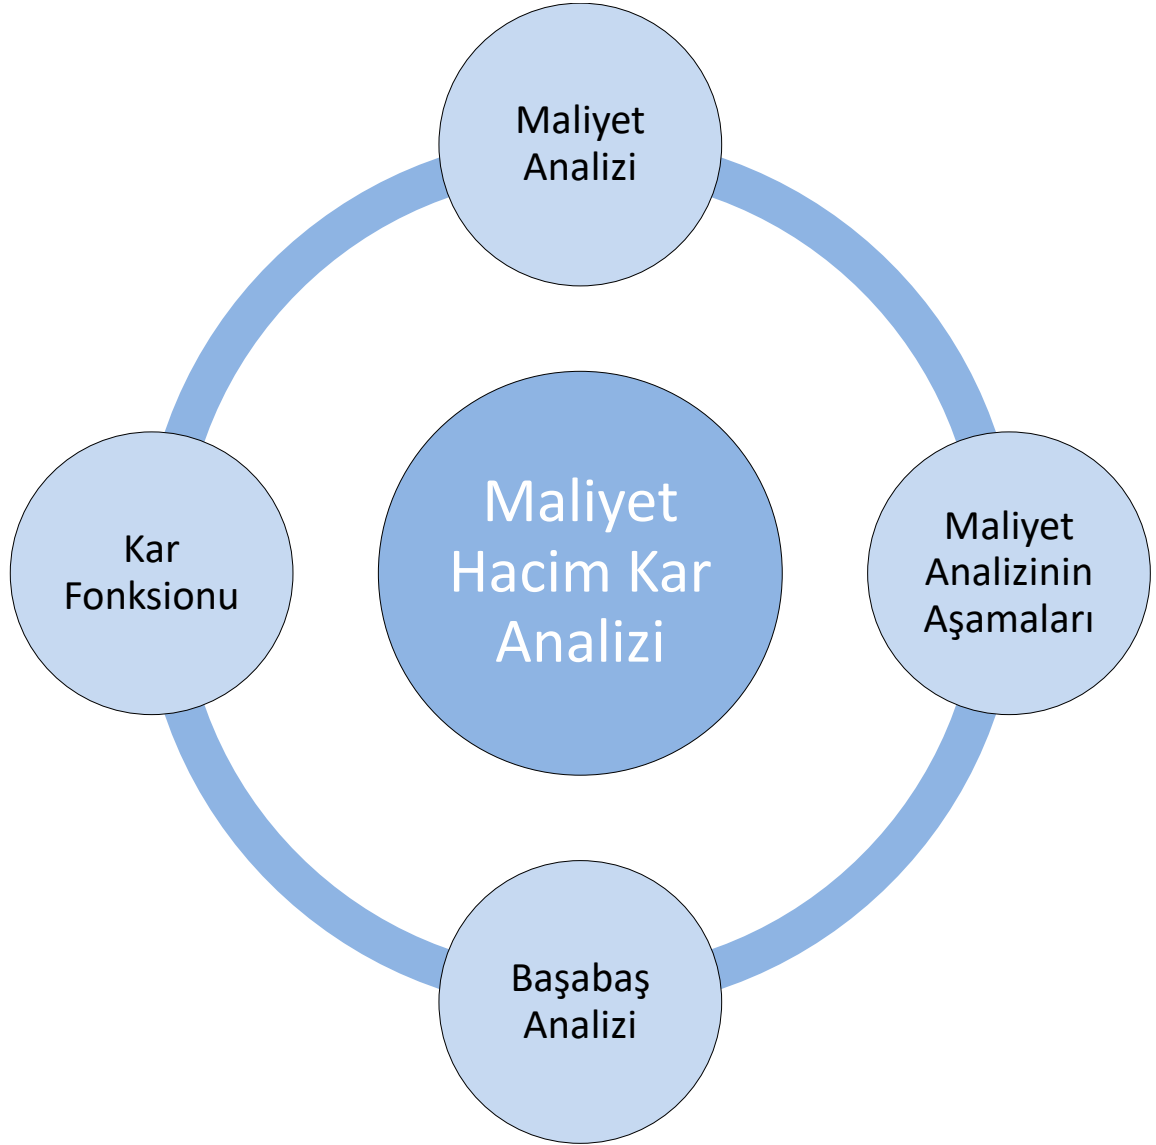 Maliyet
Analizi
Maliyet
Hacim Kar
Analizi
Kar
Fonksionu
Maliyet
Analizinin
Aşamaları
Başabaş
Analizi